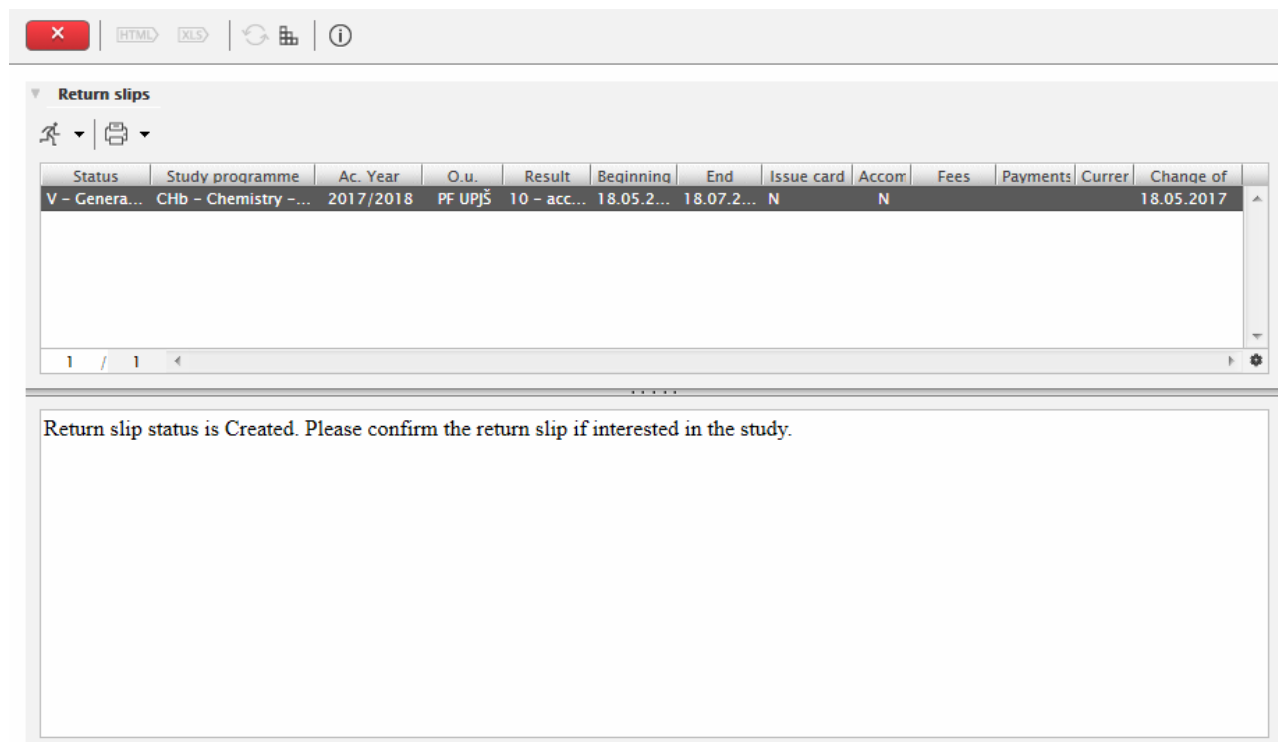 HTML XLS
Return slips
Status Study programme Ac. Year O.u. Result Beginning End Issue card Accom Fees Payments Currer Change of
V – Genera... CHb – Chemistry –... 2017/2018 PF UPJŠ 10 – acc... 18.05.2... 18.07.2... N N 18.05.2017
1 / 1
Return slip status is Created. Please confirm the return slip if interested in the study.